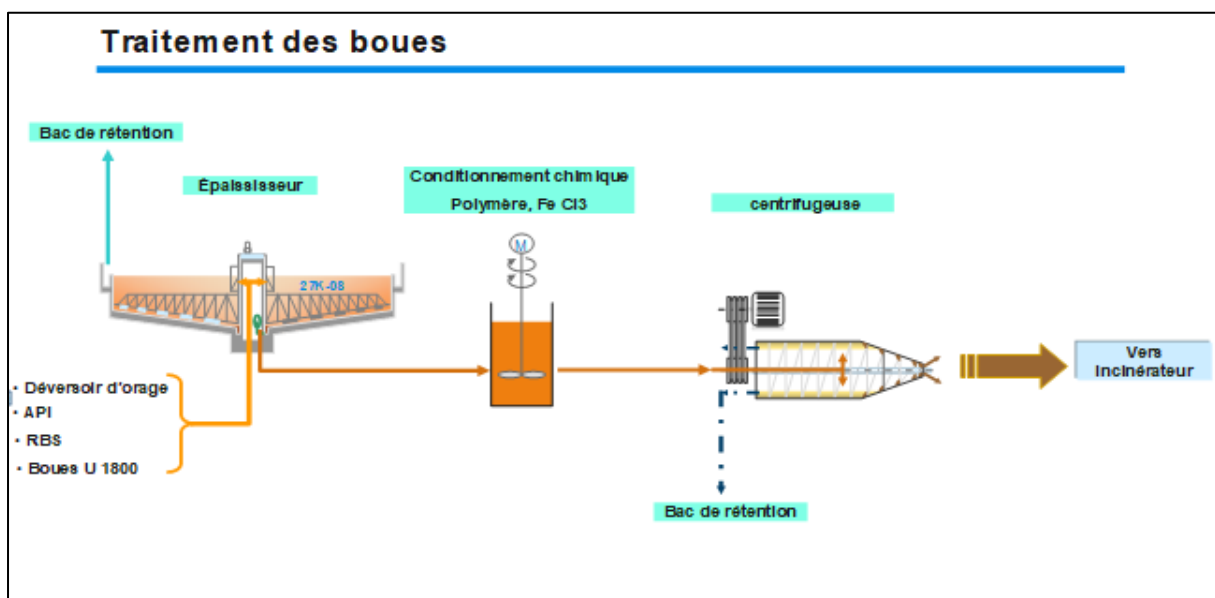 Traitement des boues
Bac de rétention
Épaississeur
Conditionnement chimique
Polymère, Fe Cl3
centrifugeuse
M
27K-08
Vers
incinérateur
· Déversoir d'orage
· API
· RBS
· Boues U 1800
Bac de rétention